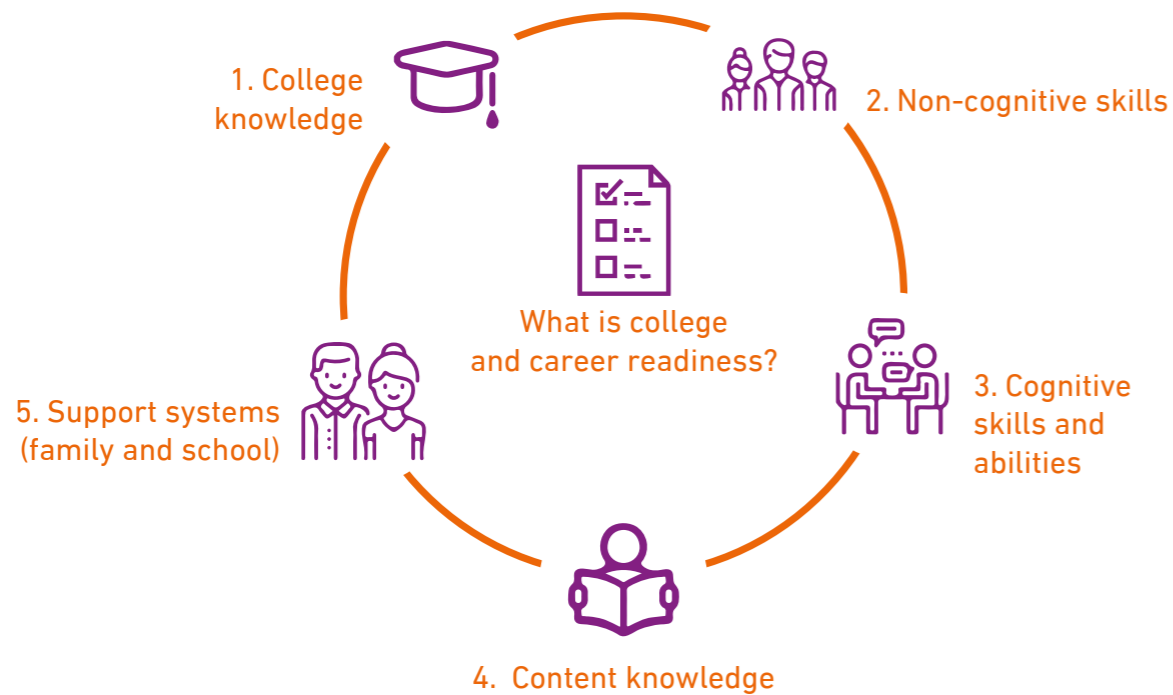 1. College
knowledge
2. Non-cognitive skills
What is college
and career readiness?
3. Cognitive
skills and
abilities
5. Support systems
(family and school)
4. Content knowledge